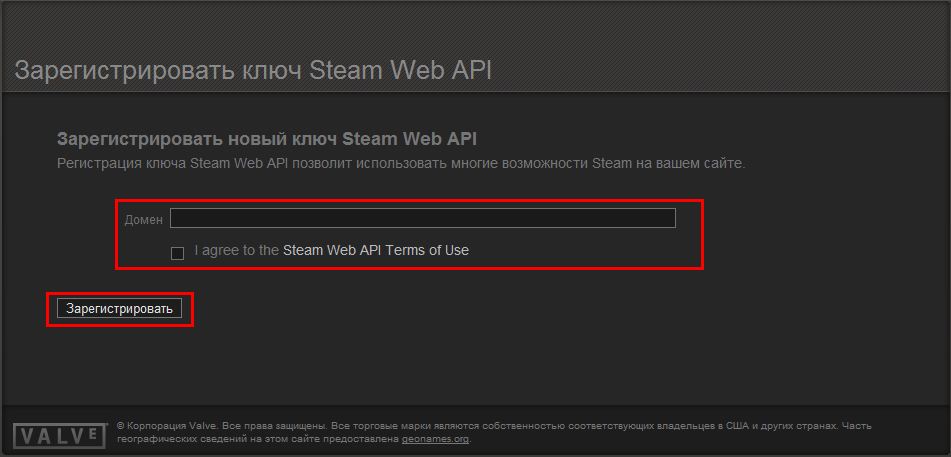 Зарегистрировать ключ Steam Web API
Зарегистрировать новый ключ Steam Web API
Регистрация ключа Steam Web API позволит использовать многие возможности Steam на вашем сайте.
Домен
I agree to the Steam Web API Terms of Use
Зарегистрировать
VALVE
© Корпорация Valve. Все права защищены. Все торговые марки являются собственностью соответствующих владельцев в США и других странах. Часть
географических сведений на этом сайте предоставлена geonames.org.